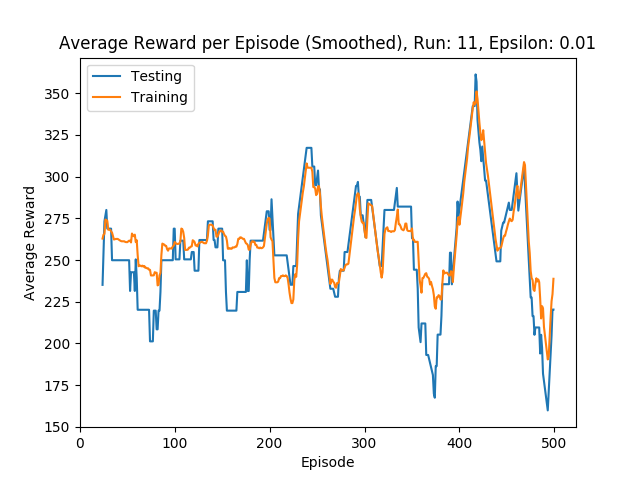 Average Reward per Episode (Smoothed), Run: 11, Epsilon: 0.01
Testing
Training
Average Reward
350
325
300
275
250
225
200
175
150
0 100 200 300 400 500
Episode